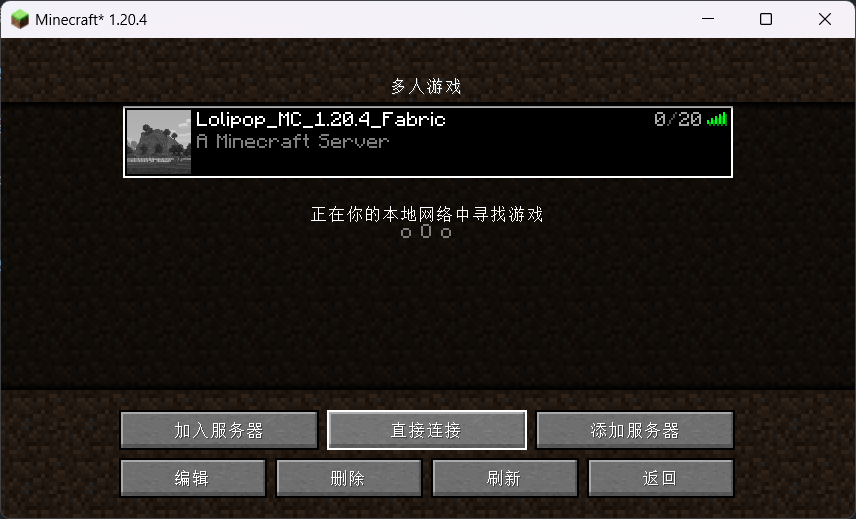 Minecraft* 1.20.4
多人游戏
Lolipop_MC_1.20.4_Fabric 0/20
A Minecraft Server
正在你的本地网络中寻找游戏
o O o
加入服务器 直接连接 添加服务器
编辑 删除 刷新 返回